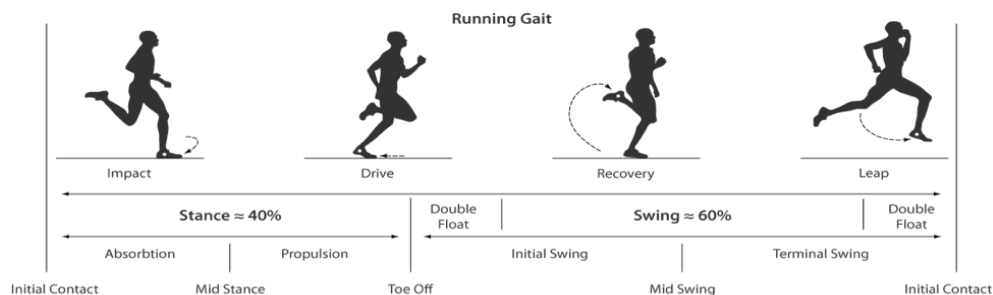 Running Gait
Impact Drive Recovery Leap
Stance ≈ 40% Double Float Swing ≈ 60% Double Float
Absorbtion Propulsion Initial Swing Terminal Swing
Initial Contact Mid Stance Toe Off Mid Swing Initial Contact